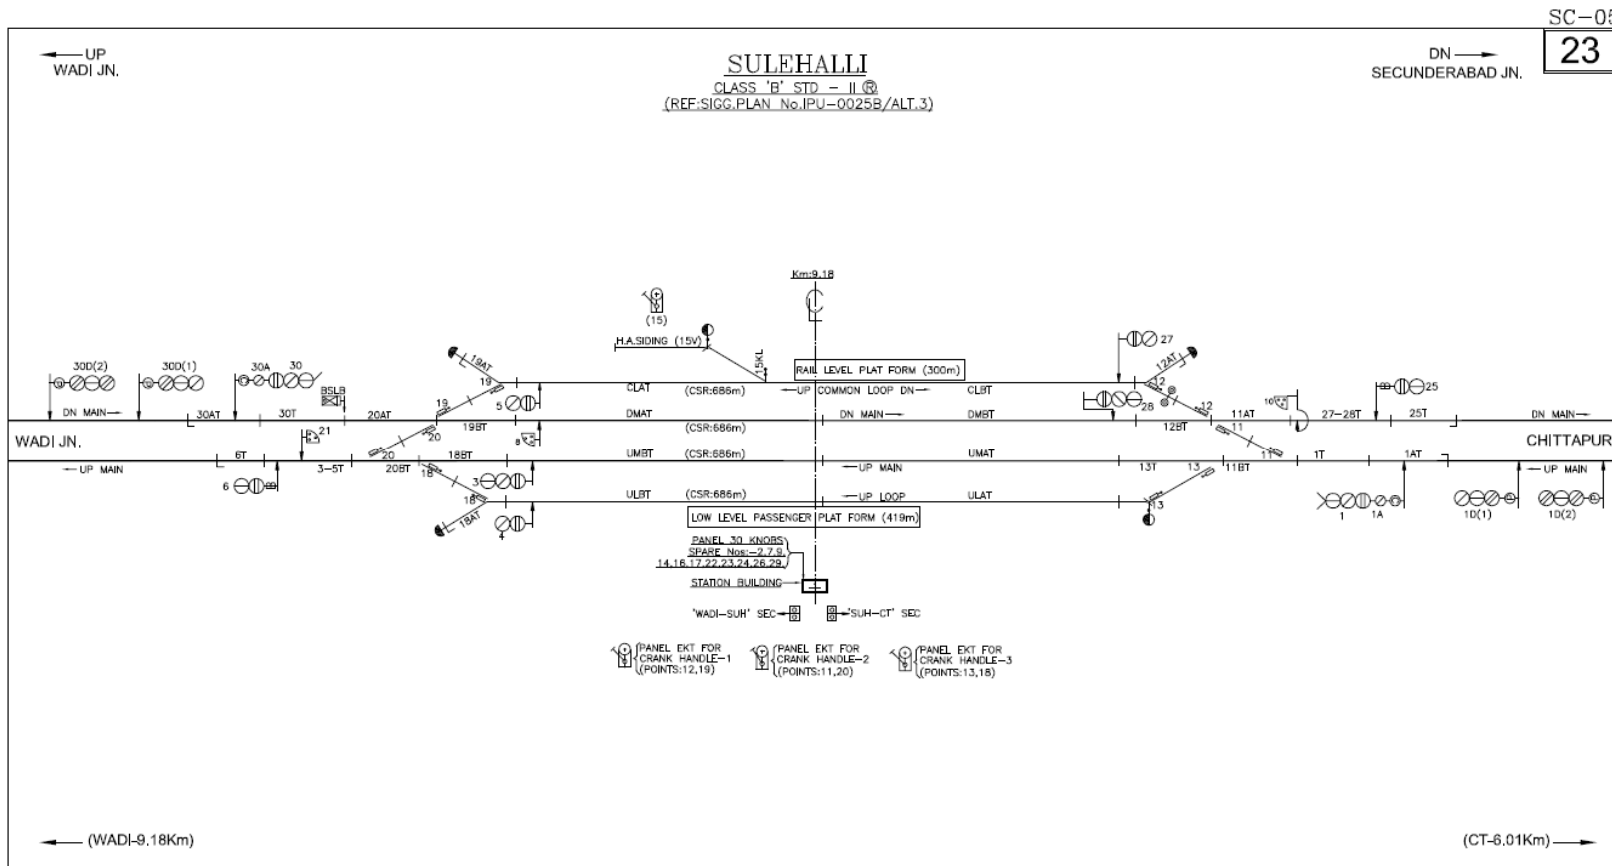 SC-05
23
UP
WADI JN.
SULEHALLI
CLASS 'B' STD - II Ⓡ
(REF:SIGG.PLAN No.IPU-0025B/ALT.3)
DN
SECUNDERABAD JN.
Km:9.18
(15)
H.A.SIDING (15V)
15KL
RAIL LEVEL PLAT FORM (300m)
27
12AT
19AT
30D(2)
30D(1)
30A
30
BSLB
19
CLAT
(CSR:686m)
UP COMMON LOOP DN
CLBT
12
25
DN MAIN
30AT
30T
20AT
19
5
DMAT
DN MAIN
DMBT
28
12
10
11AT
27-28T
25T
DN MAIN
WADI JN.
21
20
19BT
8
(CSR:686m)
12BT
11
CHITTAPUR
6T
20
18BT
UMBT
(CSR:686m)
UMAT
11
1T
1AT
UP MAIN
3-5T
20BT
18
UP MAIN
13T
13
11BT
UP MAIN
6
3
18
ULBT
(CSR:686m)
UP LOOP
ULAT
13
18AT
4
LOW LEVEL PASSENGER PLAT FORM (419m)
1
1A
1D(1)
1D(2)
PANEL 30 KNOBS
SPARE Nos:-2,7,9,
14,16,17,22,23,24,26,29.
STATION BUILDING
'WADI-SUH' SEC
'SUH-CT' SEC
PANEL EKT FOR
CRANK HANDLE-1
(POINTS:12,19)
PANEL EKT FOR
CRANK HANDLE-2
(POINTS:11,20)
PANEL EKT FOR
CRANK HANDLE-3
(POINTS:13,18)
(WADI-9.18Km)
(CT-6.01Km)